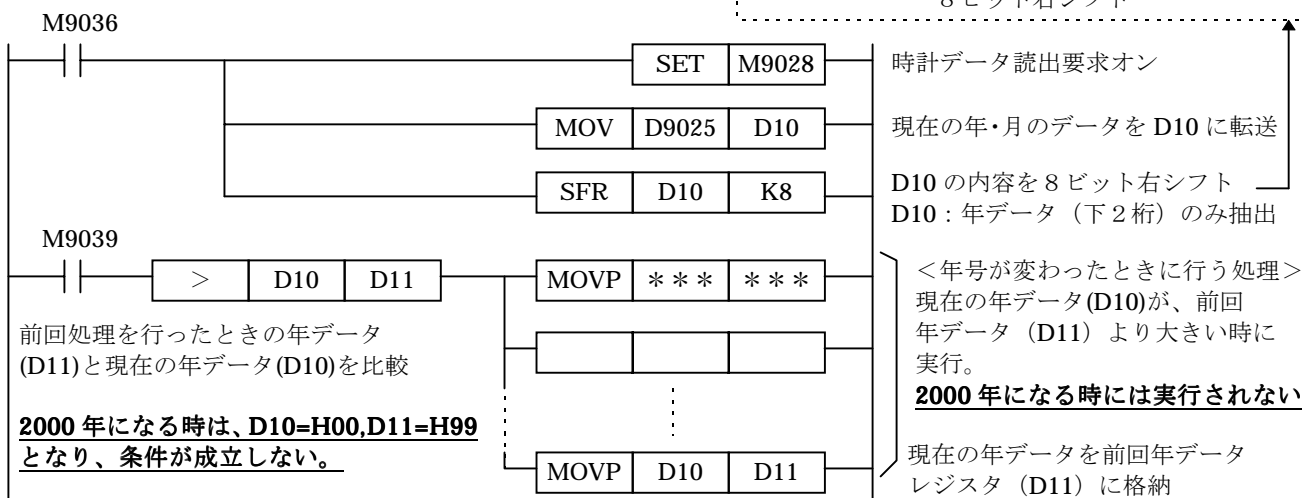 ８ビット右シフト
M9036
SET M9028 時計データ読出要求オン
MOV D9025 D10 現在の年･月のデータを D10 に転送
SFR D10 K8 D10 の内容を８ビット右シフト
D10：年データ（下２桁）のみ抽出
M9039
＞ D10 D11 MOVP ＊＊＊ ＊＊＊
＜年号が変わったときに行う処理＞
現在の年データ(D10)が、前回
年データ（D11）より大きい時に
実行。
2000 年になる時には実行されない
前回処理を行ったときの年データ
(D11)と現在の年データ(D10)を比較
2000 年になる時は、D10=H00,D11=H99
となり、条件が成立しない。
MOVP D10 D11
現在の年データを前回年データ
レジスタ（D11）に格納